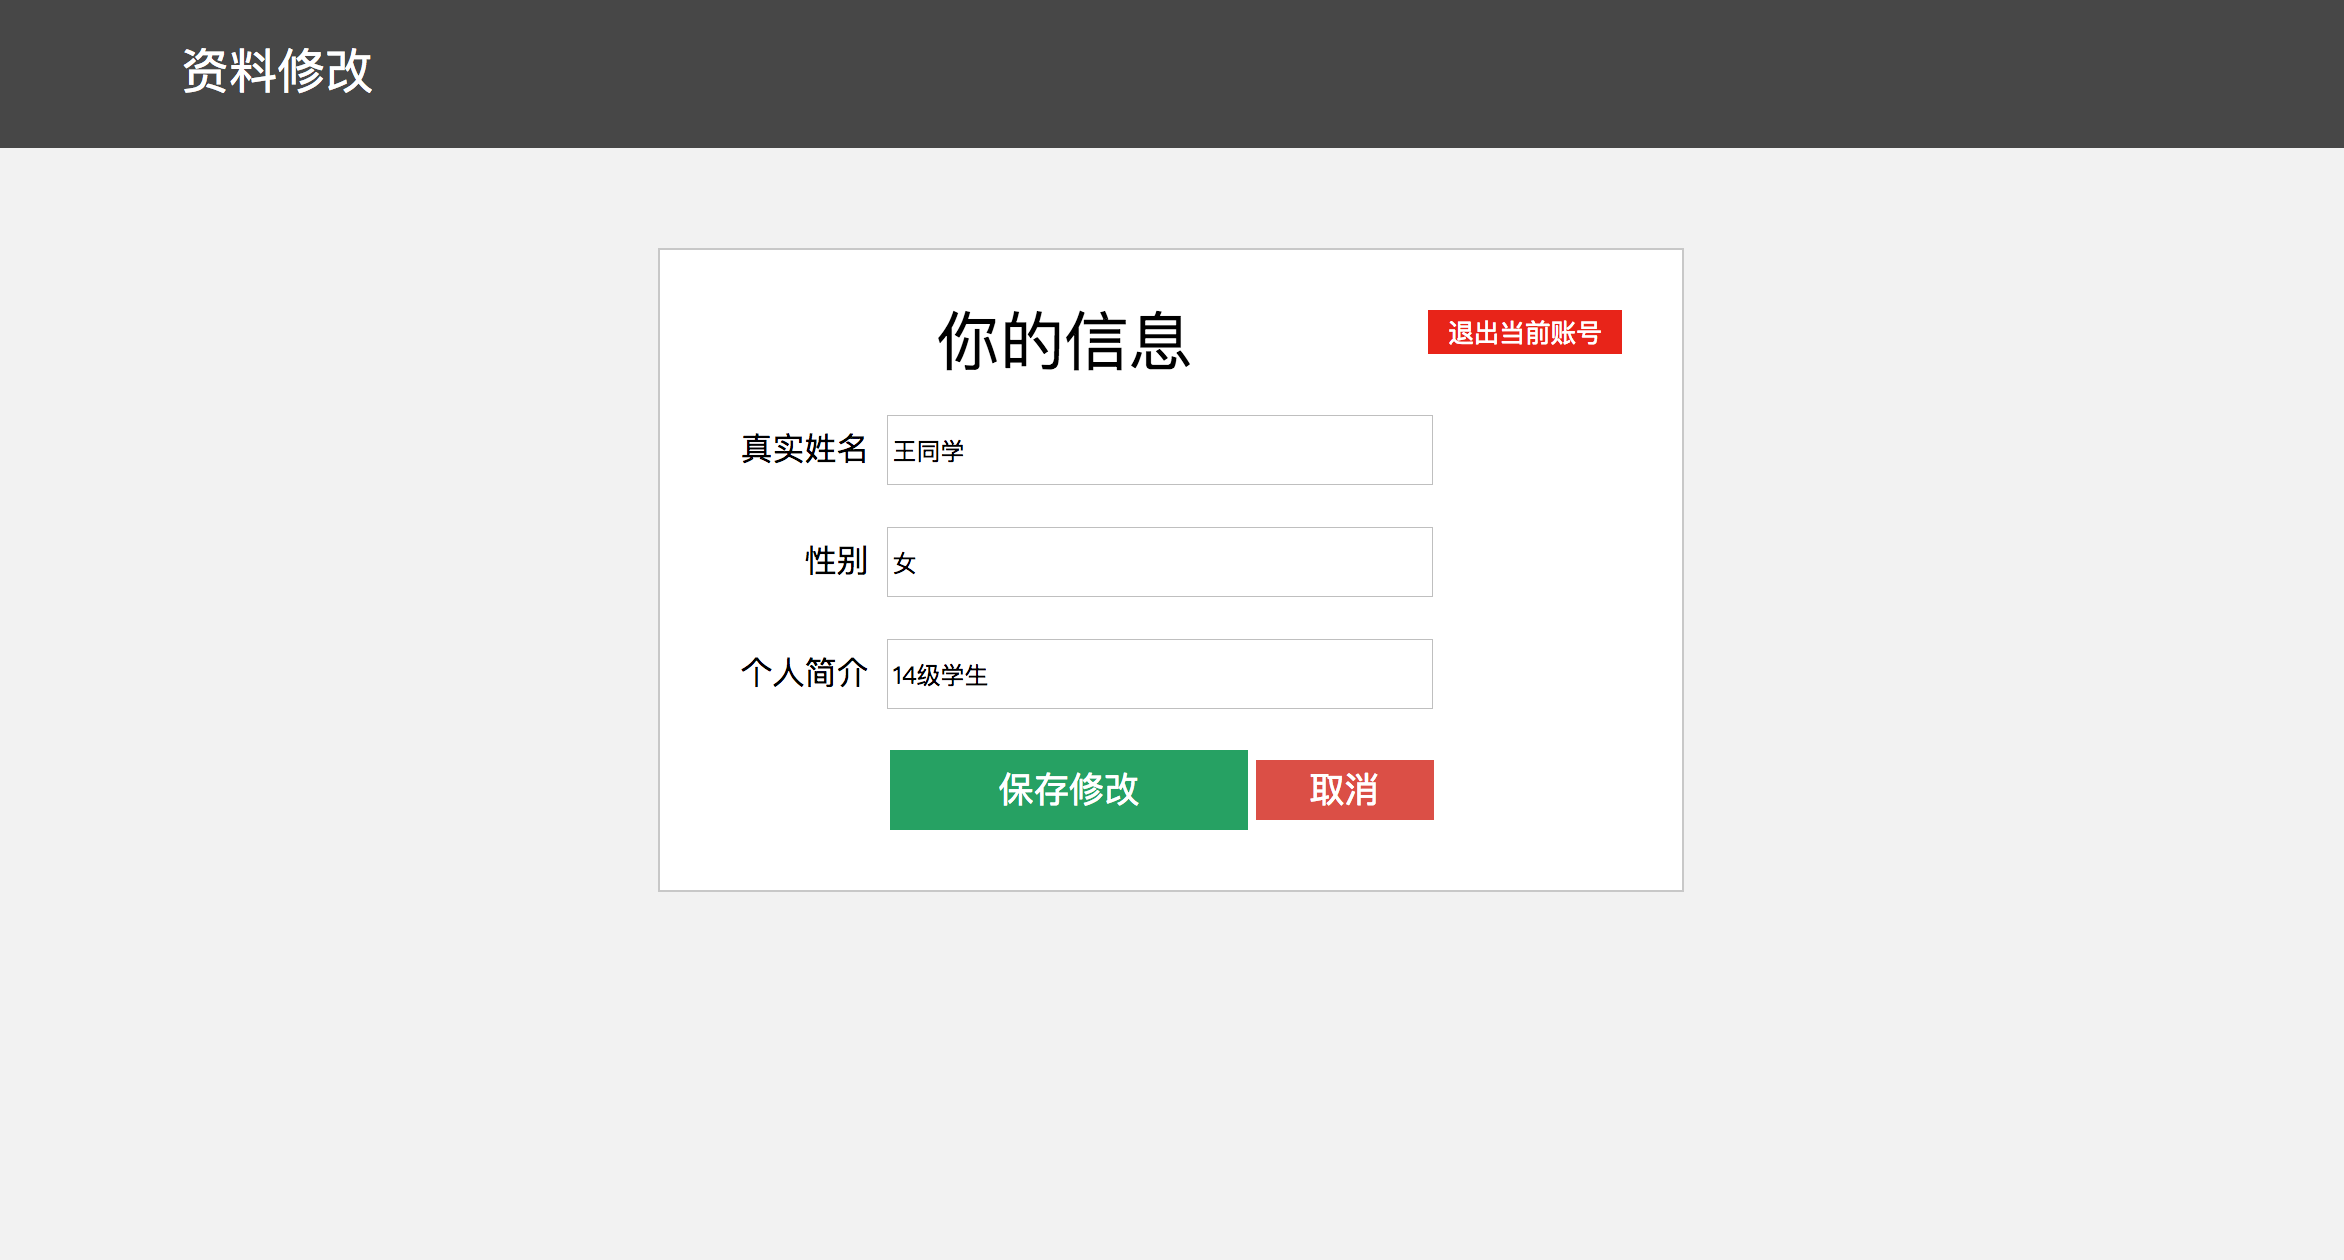 资料修改
你的信息
退出当前账号
真实姓名 王同学
性别 女
个人简介 14级学生
保存修改 取消